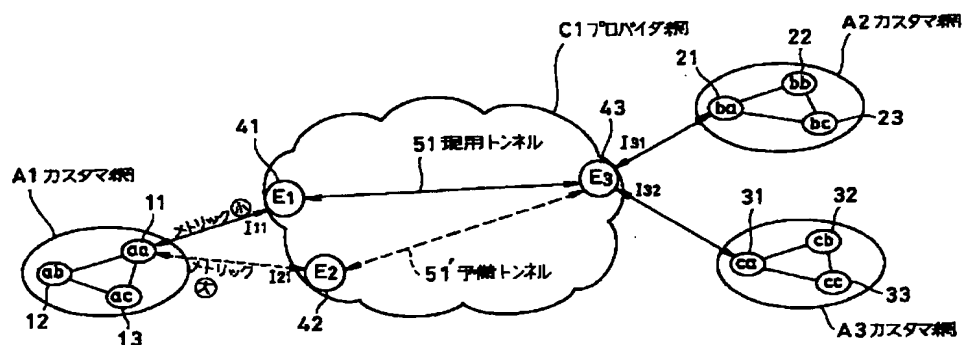 C1プロバイダ網
A2カスタマ網
22
21
bb
ba
bc
23
43
I31
41
51 現用トンネル
E1
E3
I32
A1カスタマ網
11
メトリック 小
I11
aa
ab
ac
メトリック 大
I21
E2
51' 予備トンネル
12
13
42
31
32
cb
ca
cc
33
A3カスタマ網